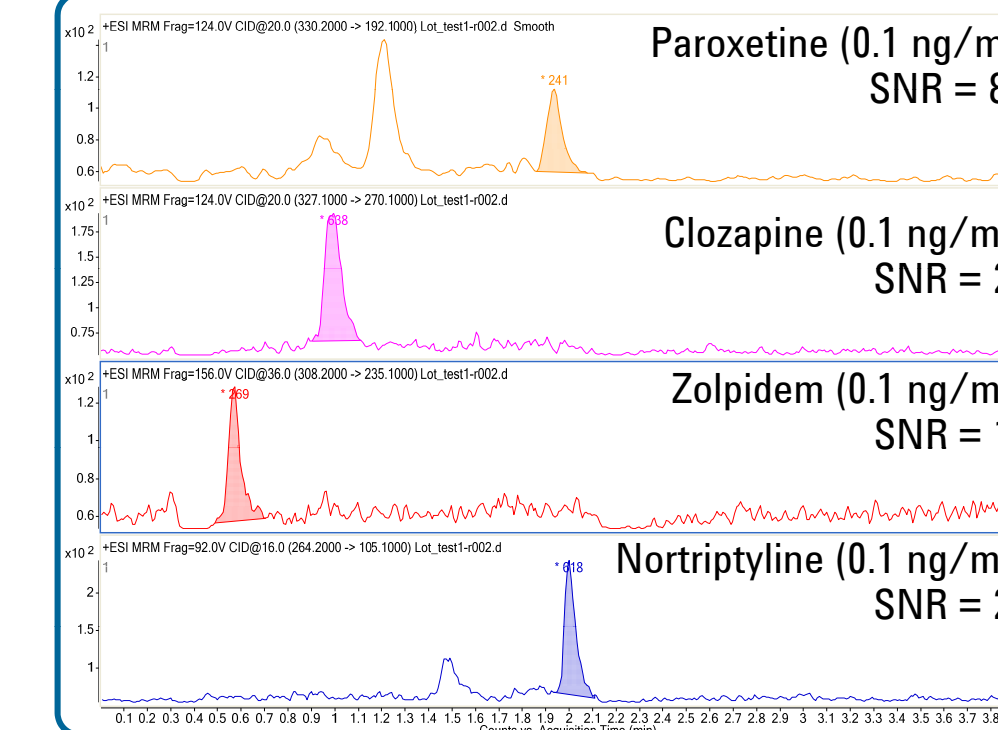 +ESI MRM Frag=124.0V CID@20.0 (330.2000 -> 192.1000) Lot_test1-r002.d Smooth
x10 2
1
1.2
1
0.8
0.6
* 241
Paroxetine (0.1 ng/m
SNR = 8
+ESI MRM Frag=124.0V CID@20.0 (327.1000 -> 270.1000) Lot_test1-r002.d
x10 2
1
1.75
1.5
1.25
1
0.75
* 638
Clozapine (0.1 ng/m
SNR = 2
+ESI MRM Frag=156.0V CID@36.0 (308.2000 -> 235.1000) Lot_test1-r002.d
x10 2
1
1.2
1
0.8
0.6
* 269
Zolpidem (0.1 ng/m
SNR = 1
+ESI MRM Frag=92.0V CID@16.0 (264.2000 -> 105.1000) Lot_test1-r002.d
x10 2
1
2
1.5
1
* 618
Nortriptyline (0.1 ng/m
SNR = 2
0.1 0.2 0.3 0.4 0.5 0.6 0.7 0.8 0.9 1 1.1 1.2 1.3 1.4 1.5 1.6 1.7 1.8 1.9 2 2.1 2.2 2.3 2.4 2.5 2.6 2.7 2.8 2.9 3 3.1 3.2 3.3 3.4 3.5 3.6 3.7 3.8
Counts vs. Acquisition Time (min)